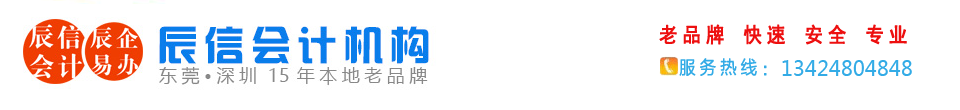 辰信
会计
辰企
易办
辰信会计机构
东莞•深圳 15 年本地老品牌
老品牌 快速 安全 专业
服务热线：13424804848